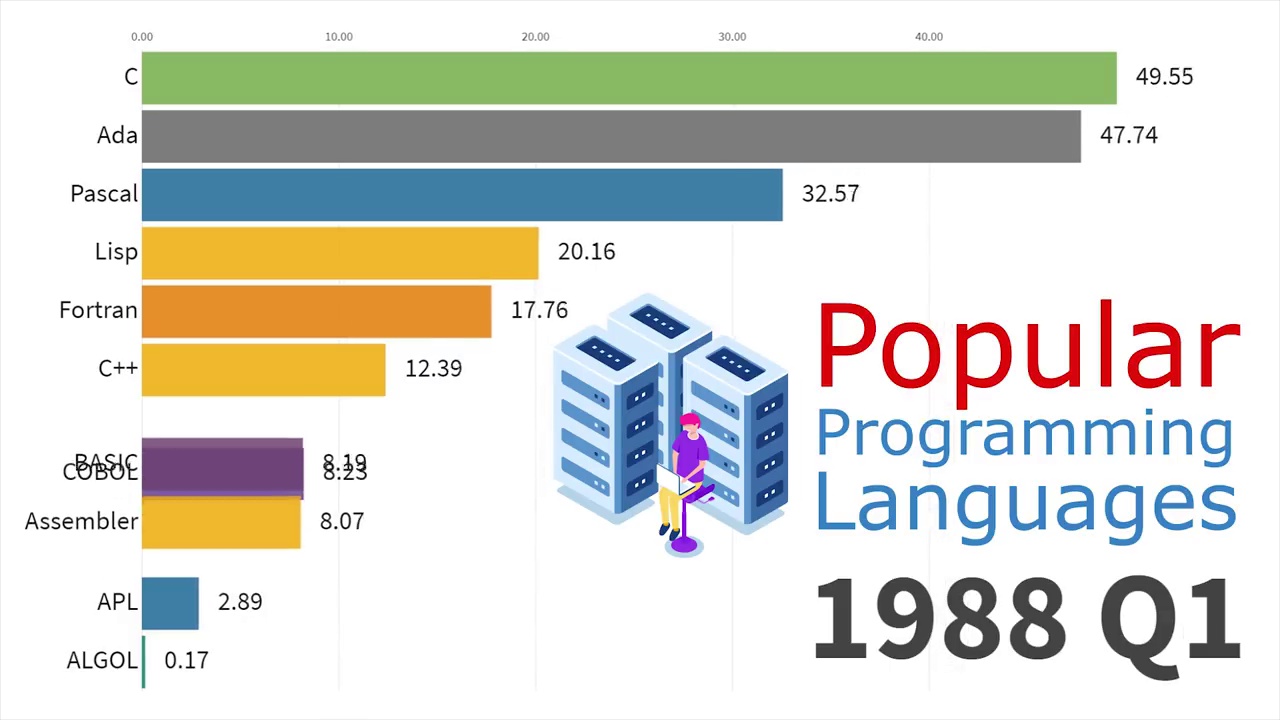 0.00 10.00 20.00 30.00 40.00
C 49.55
Ada 47.74
Pascal 32.57
Lisp 20.16
Fortran 17.76
C++ 12.39
BASIC 8.19
COBOL 8.23
Assembler 8.07
APL 2.89
ALGOL 0.17
Popular
Programming
Languages
1988 Q1